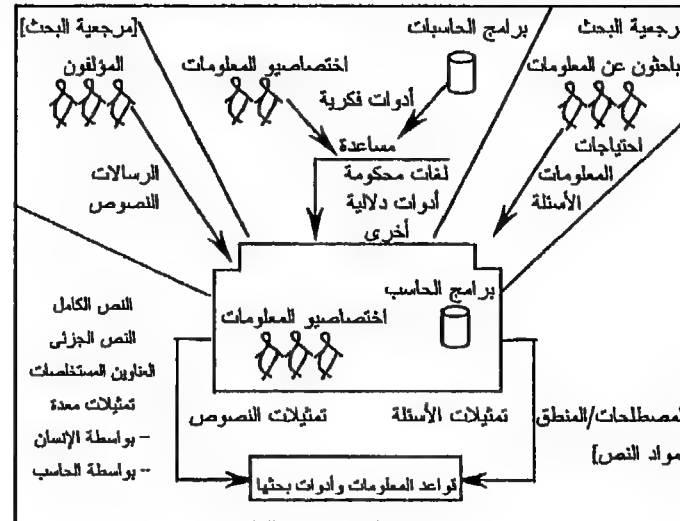 مرجعية البحث
باحثون عن المعلومات
احتياجات
المعلومات
الأسئلة
برامج الحاسبات
اختصاصيو المعلومات
أدوات فكرية
مساعدة
لغات محكومة
أدوات دلالية
أخرى
[مرجعية البحث]
المؤلفون
الرسالات
النصوص
برامج الحاسب
اختصاصيو المعلومات
النص الكامل
النص الجزئى
العناوين المستخلصات
تمثيلات معدة
– بواسطة الإنسان
-- بواسطة الحاسب
المصطلحات/المنطق
مواد النص]
تمثيلات الأسئلة
تمثيلات النصوص
قواعد المعلومات وأدوات بحثها